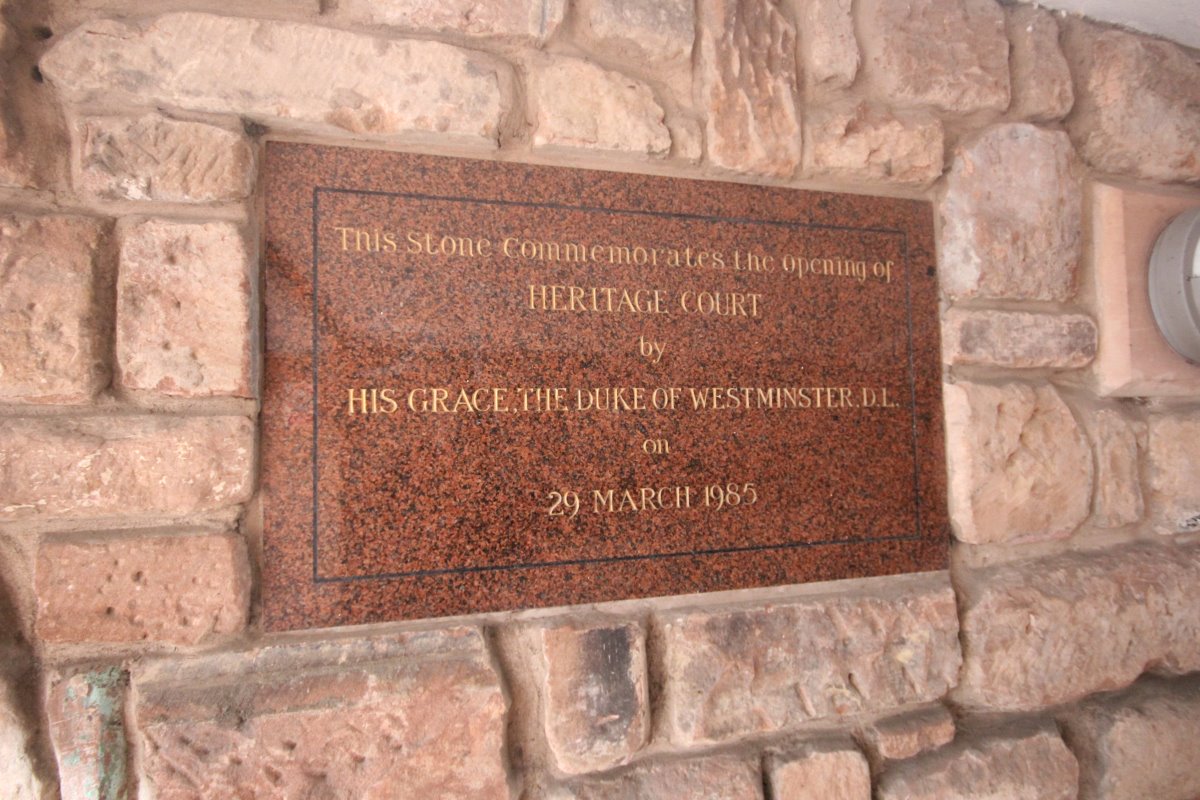 This Stone commemorates the opening of
HERITAGE COURT
by
HIS GRACE, THE DUKE OF WESTMINSTER. D.L.
on
29 MARCH 1985